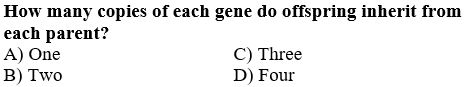 How many copies of each gene do offspring inherit from
each parent?
A) One C) Three
B) Two D) Four